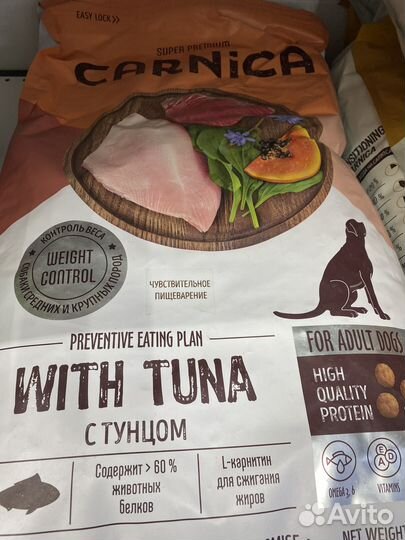 EASY LOCK >>
SUPER PREMIUM
CARNiCA
КОНТРОЛЬ ВЕСА
WEIGHT
CONTROL
СОБАКИ СРЕДНИХ И КРУПНЫХ ПОРОД
ЧУВСТВИТЕЛЬНОЕ
ПИЩЕВАРЕНИЕ
PREVENTIVE EATING PLAN
WITH TUNA
С ТУНЦОМ
FOR ADULT DOGS
HIGH
QUALITY
PROTEIN
Содержит > 60 %
животных
белков
L-карнитин
для сжигания
жиров
OMEGA 3, 6
E A D
VITAMINS
NET WEIGHT
Avito